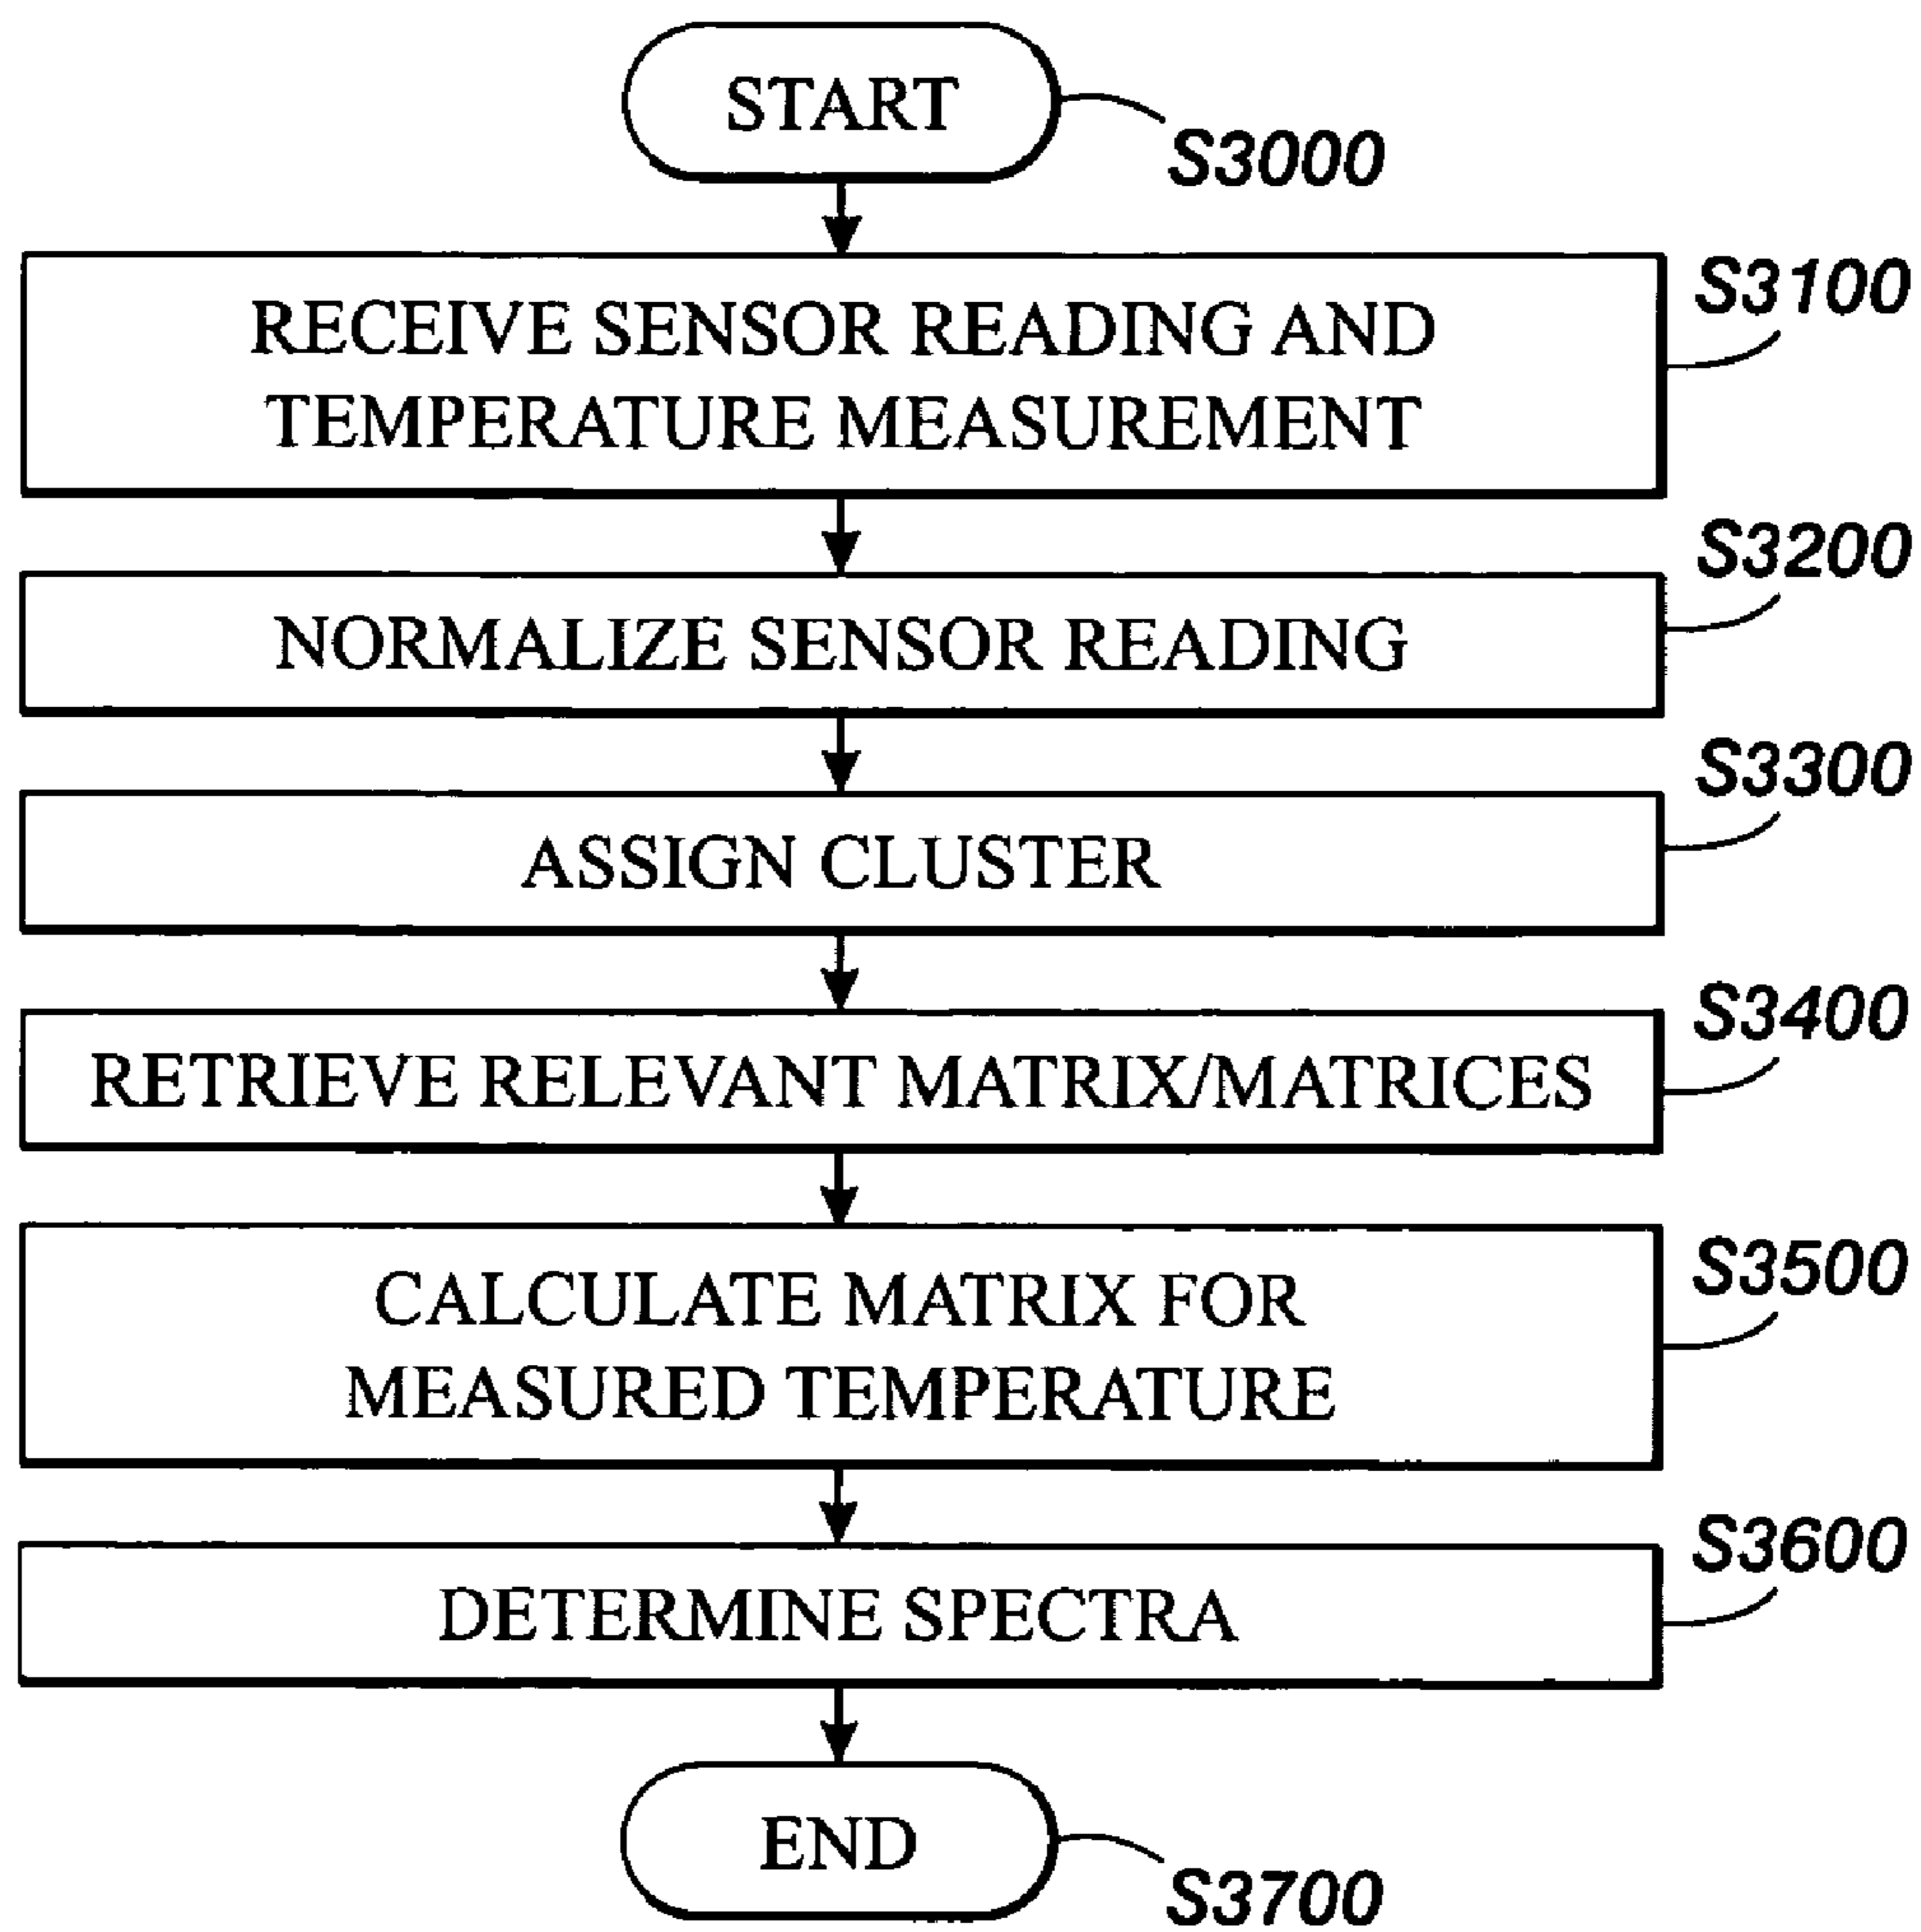 START
S3000
RECEIVE SENSOR READING AND
TEMPERATURE MEASUREMENT
S3100
NORMALIZE SENSOR READING
S3200
ASSIGN CLUSTER
S3300
RETRIEVE RELEVANT MATRIX/MATRICES
S3400
CALCULATE MATRIX FOR
MEASURED TEMPERATURE
S3500
DETERMINE SPECTRA
S3600
END
S3700